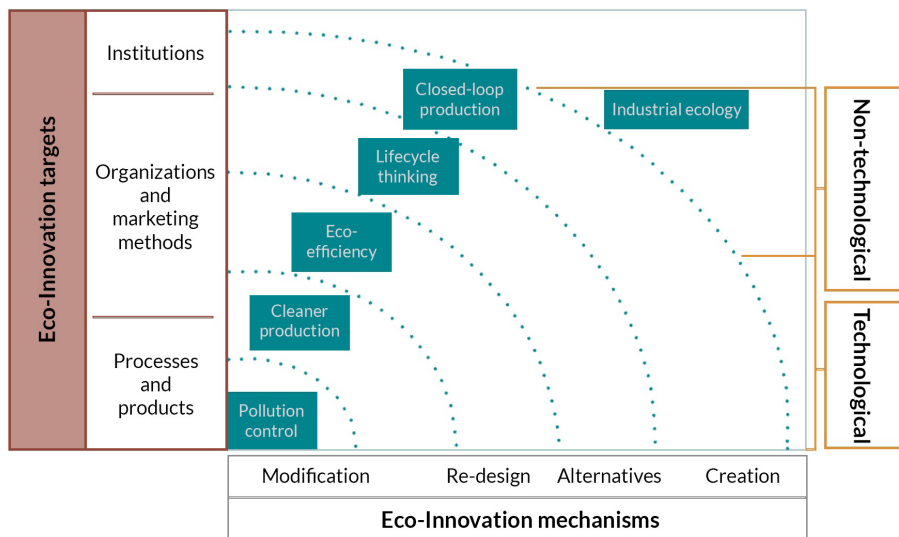 Eco-Innovation targets
Institutions
Organizations
and
marketing
methods
Processes
and
products
Closed-loop
production
Industrial ecology
Lifecycle
thinking
Eco-
efficiency
Cleaner
production
Pollution
control
Non-technological
Technological
Modification
Re-design
Alternatives
Creation
Eco-Innovation mechanisms